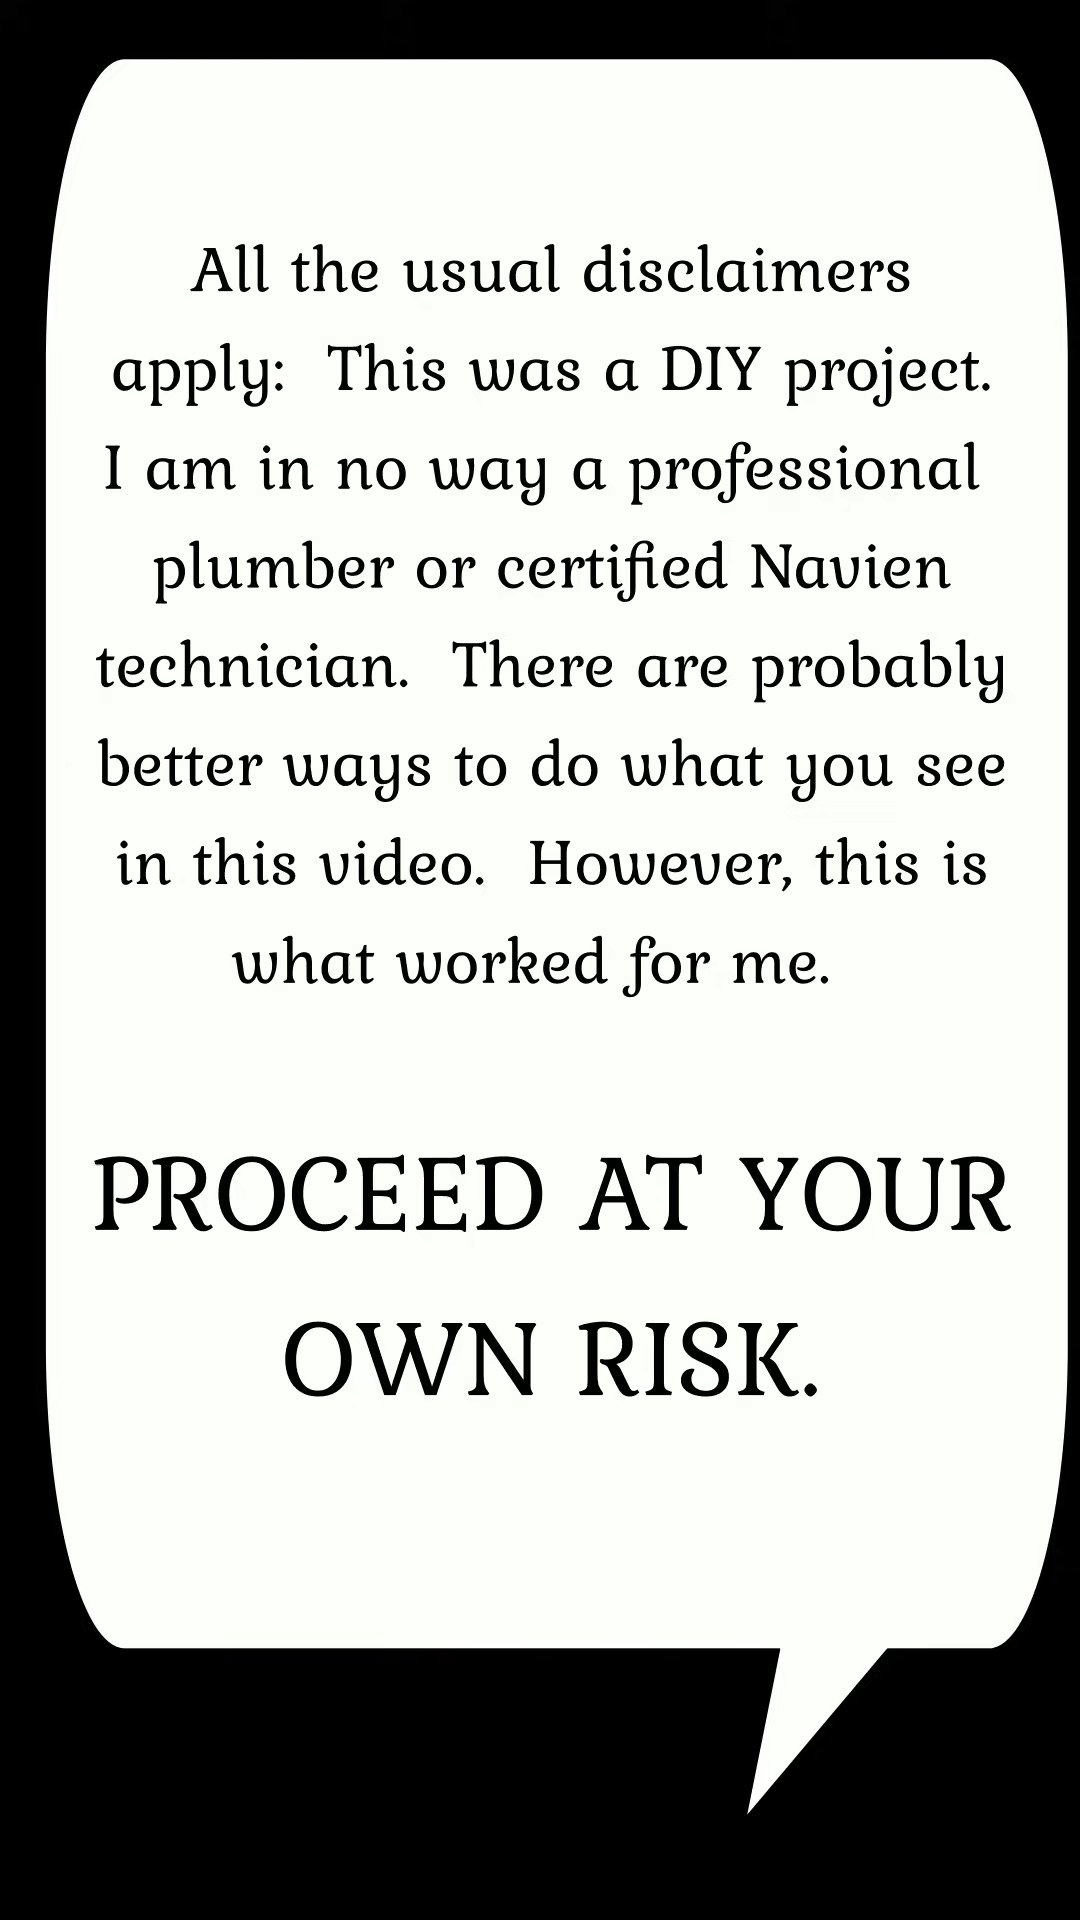 All the usual disclaimers
apply:  This was a DIY project.
I am in no way a professional
plumber or certified Navien
technician.  There are probably
better ways to do what you see
in this video.  However, this is
what worked for me.
PROCEED AT YOUR
OWN RISK.